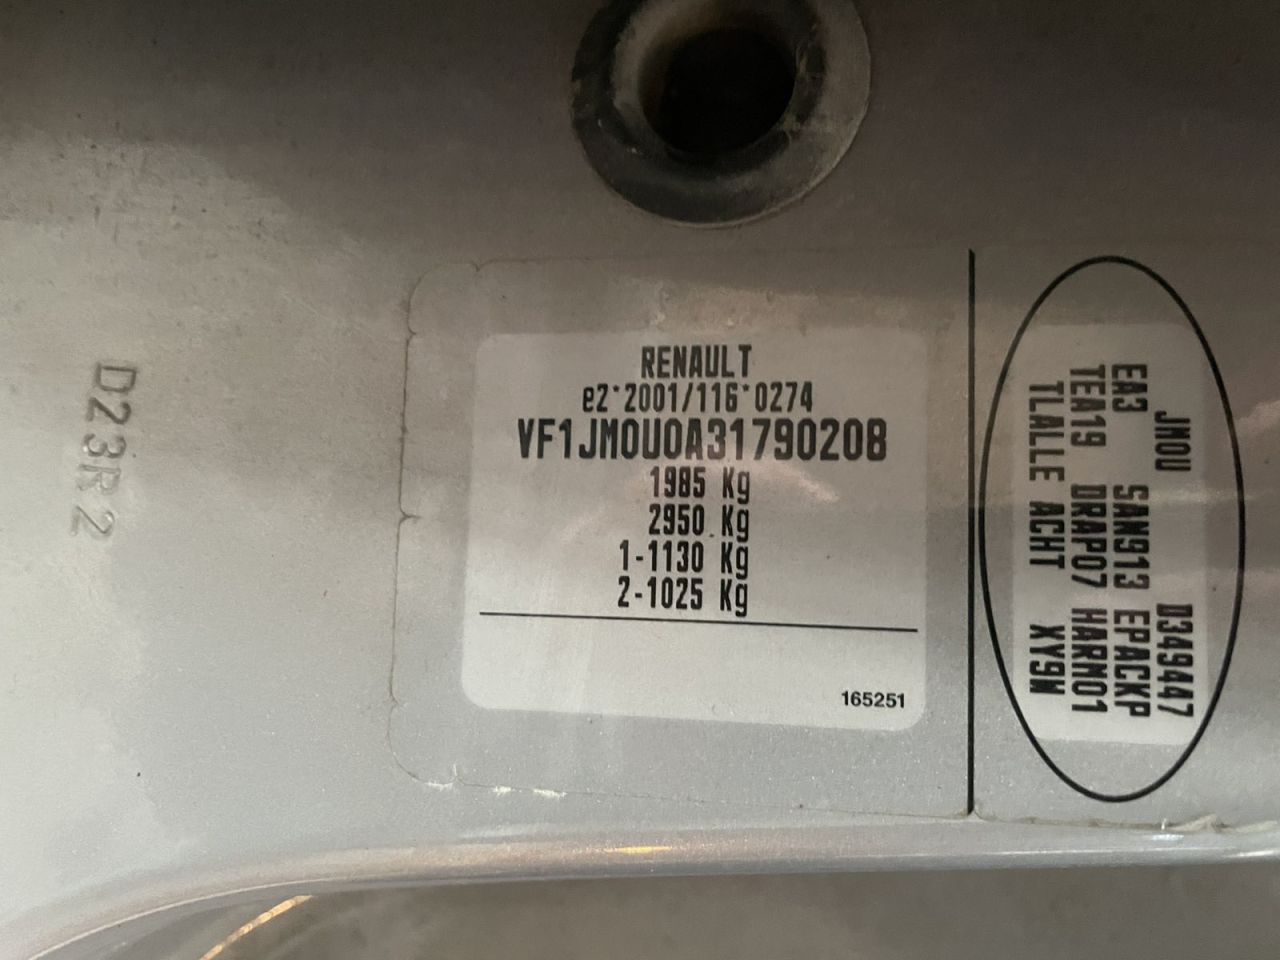 RENAULT
e2*2001/116*0274
VF1JM0U0A31790208
1985 Kg
2950 Kg
1-1130 Kg
2-1025 Kg
165251
JM0U D349447
EA3 SAN913 EPACKP
TEA19 DRAP07 HARN01
TLALLE ACHT XY9W
D23R2